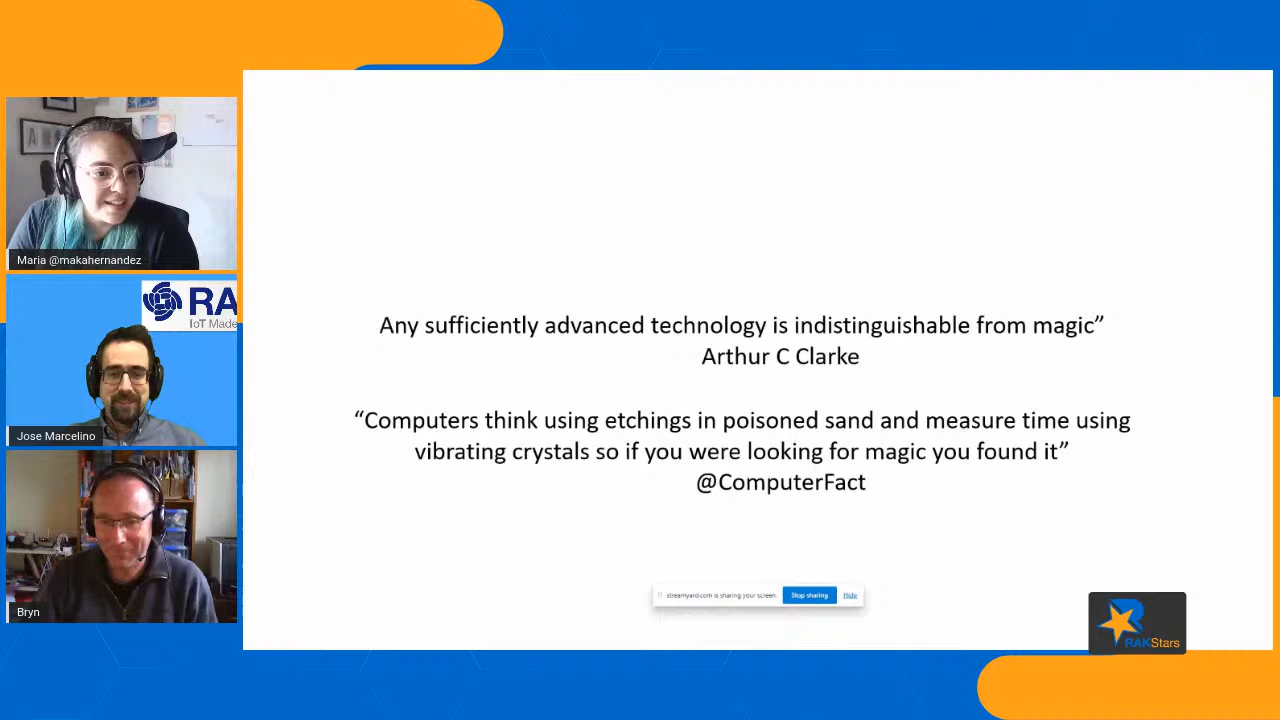 Maria @makahernandez
RA
IoT Made
Jose Marcelino
Bryn
Any sufficiently advanced technology is indistinguishable from magic”
Arthur C Clarke
“Computers think using etchings in poisoned sand and measure time using
vibrating crystals so if you were looking for magic you found it”
@ComputerFact
streamyard.com is sharing your screen.
Stop sharing
Hide
RAKStars